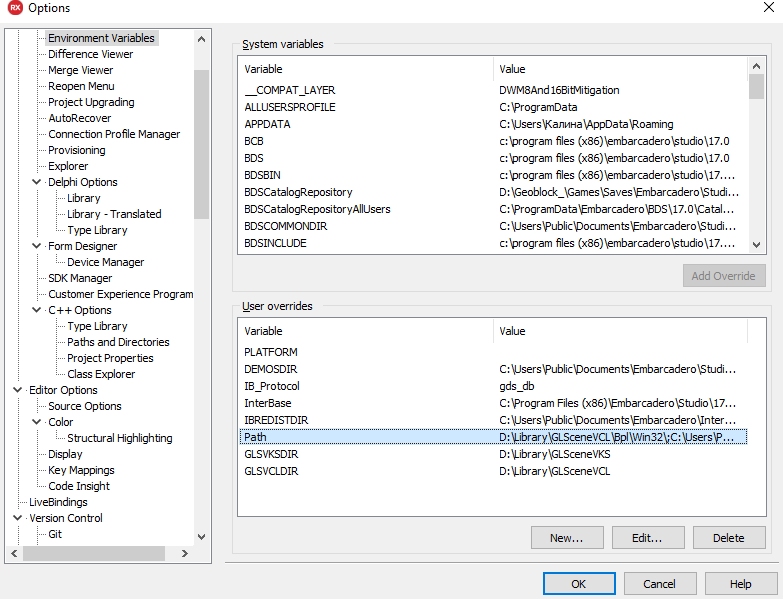 RX Options
Environment Variables
Difference Viewer
Merge Viewer
Reopen Menu
Project Upgrading
AutoRecover
Connection Profile Manager
Provisioning
Explorer
Delphi Options
Library
Library - Translated
Type Library
Form Designer
Device Manager
SDK Manager
Customer Experience Program
C++ Options
Type Library
Paths and Directories
Project Properties
Class Explorer
Editor Options
Source Options
Color
Structural Highlighting
Display
Key Mappings
Code Insight
LiveBindings
Version Control
Git
System variables
Variable Value
__COMPAT_LAYER DWM8And16BitMitigation
ALLUSERSPROFILE C:\ProgramData
APPDATA C:\Users\Калина\AppData\Roaming
BCB c:\program files (x86)\embarcadero\studio\17.0
BDS c:\program files (x86)\embarcadero\studio\17.0
BDSBIN c:\program files (x86)\embarcadero\studio\17....
BDSCatalogRepository D:\Geoblock_\Games\Saves\Embarcadero\Studi...
BDSCatalogRepositoryAllUsers C:\ProgramData\Embarcadero\BDS\17.0\Catal...
BDSCOMMONDIR C:\Users\Public\Documents\Embarcadero\Studi...
BDSINCLUDE c:\program files (x86)\embarcadero\studio\17....
Add Override
User overrides
Variable Value
PLATFORM
DEMOSDIR C:\Users\Public\Documents\Embarcadero\Studi...
IB_Protocol gds_db
InterBase C:\Program Files (x86)\Embarcadero\Studio\17...
IBREDISTDIR C:\Users\Public\Documents\Embarcadero\Inter...
Path D:\Library\GLSceneVCL\Bpl\Win32\;C:\Users\P...
GLSVKSDIR D:\Library\GLSceneVKS
GLSVCLDIR D:\Library\GLSceneVCL
New... Edit... Delete
OK Cancel Help